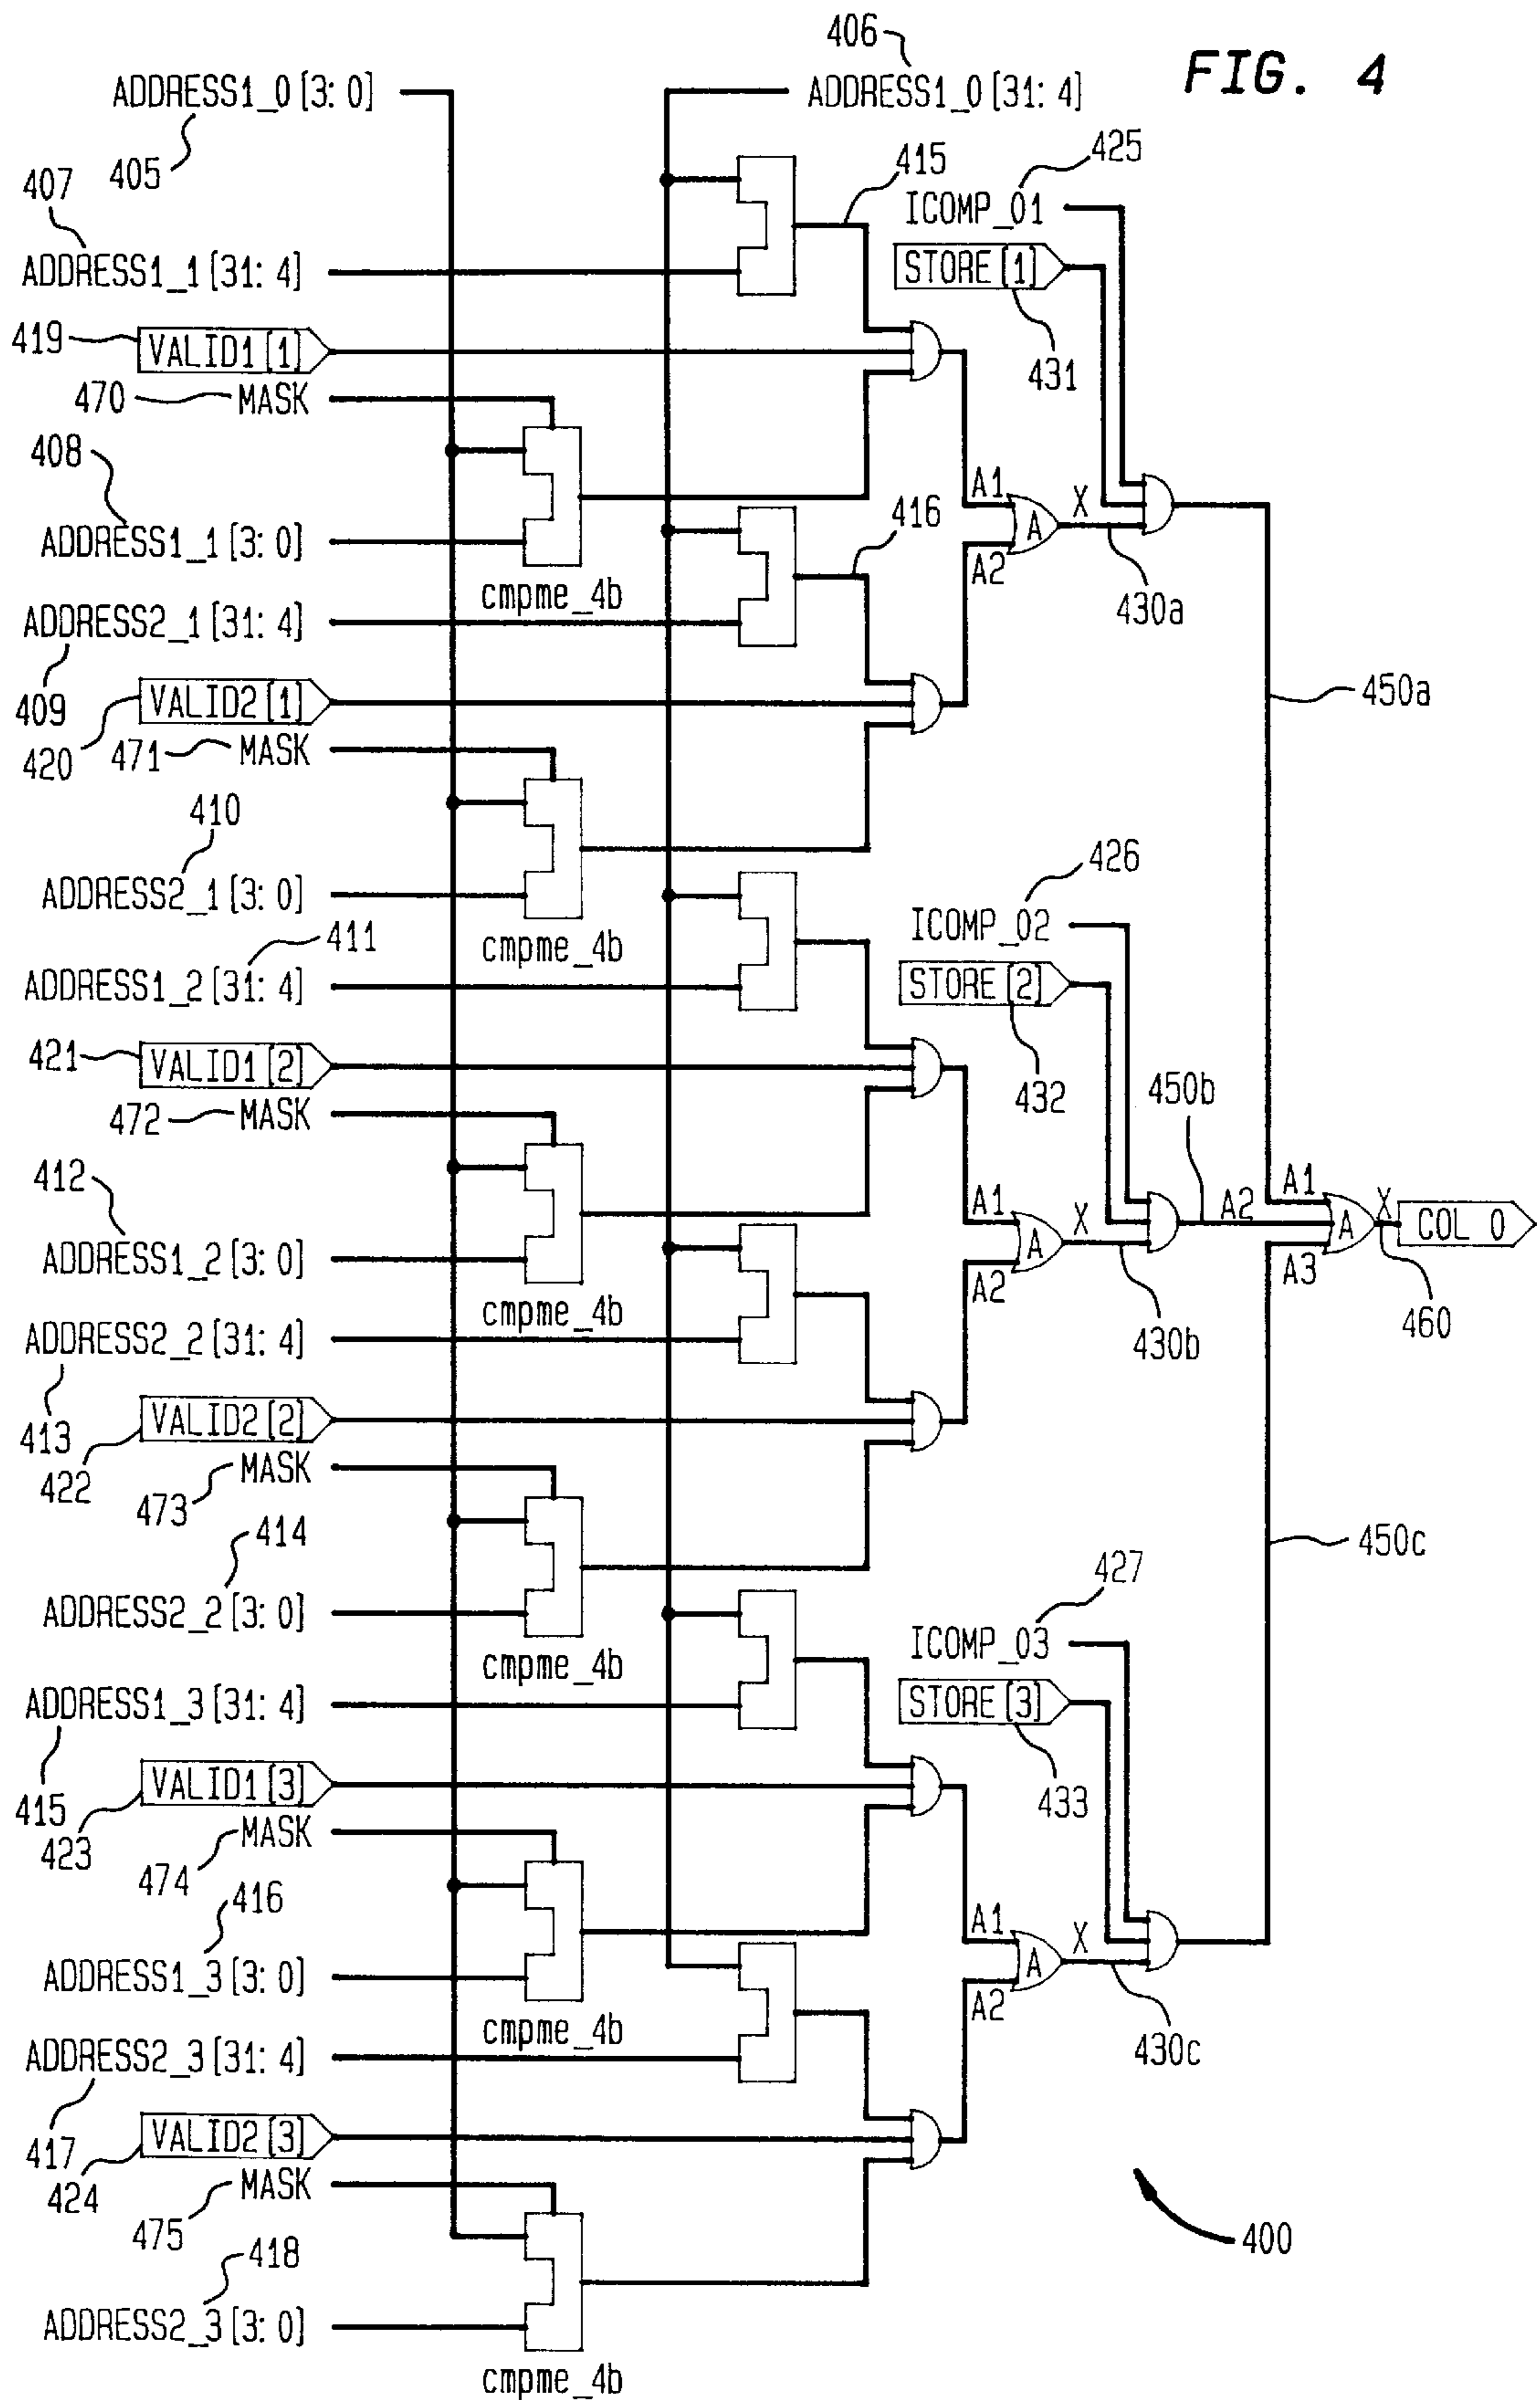 FIG. 4
406
ADDRESS1_0 [3: 0]
ADDRESS1_0 [31: 4]
405
415
425
407
ICOMP_01
ADDRESS1_1 [31: 4]
STORE [1]
419
VALID1 [1]
431
470
MASK
408
A1
X
416
A
ADDRESS1_1 [3: 0]
A2
cmpme_4b
430a
ADDRESS2_1 [31: 4]
409
VALID2 [1]
450a
420
471
MASK
410
426
ADDRESS2_1 [3: 0]
ICOMP_02
411
cmpme_4b
ADDRESS1_2 [31: 4]
STORE [2]
421
VALID1 [2]
432
450b
472
MASK
412
A1
X
A2
A1
X
COL 0
A
A
ADDRESS1_2 [3: 0]
A2
A3
cmpme_4b
430b
460
ADDRESS2_2 [31: 4]
413
VALID2 [2]
422
473
MASK
414
450c
427
ADDRESS2_2 [3: 0]
ICOMP_03
cmpme_4b
ADDRESS1_3 [31: 4]
STORE [3]
415
VALID1 [3]
433
423
MASK
474
416
A1
X
A
ADDRESS1_3 [3: 0]
A2
cmpme_4b
430c
ADDRESS2_3 [31: 4]
417
VALID2 [3]
424
MASK
475
400
418
ADDRESS2_3 [3: 0]
cmpme_4b